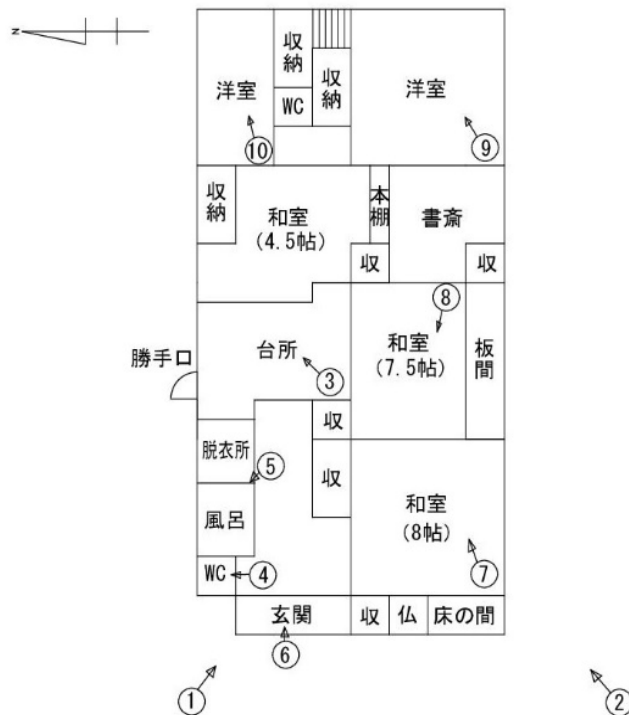 N
収納
収納
洋室
WC
洋室
⑩
⑨
収納
和室
(4.5帖)
本棚
書斎
収
収
⑧
台所
和室
(7.5帖)
板間
勝手口
③
収
脱衣所
⑤
収
風呂
和室
(8帖)
WC
④
⑦
玄関
収
仏
床の間
⑥
①
②